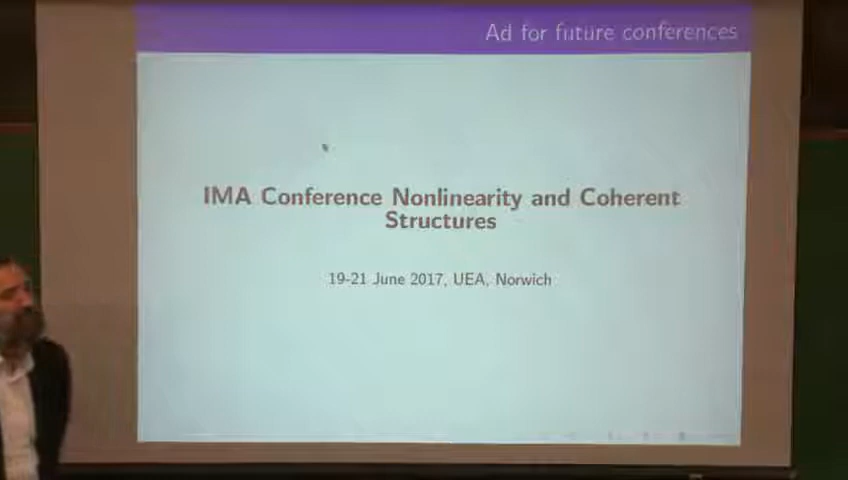 Ad for future conferences
IMA Conference Nonlinearity and Coherent
Structures
19-21 June 2017, UEA, Norwich